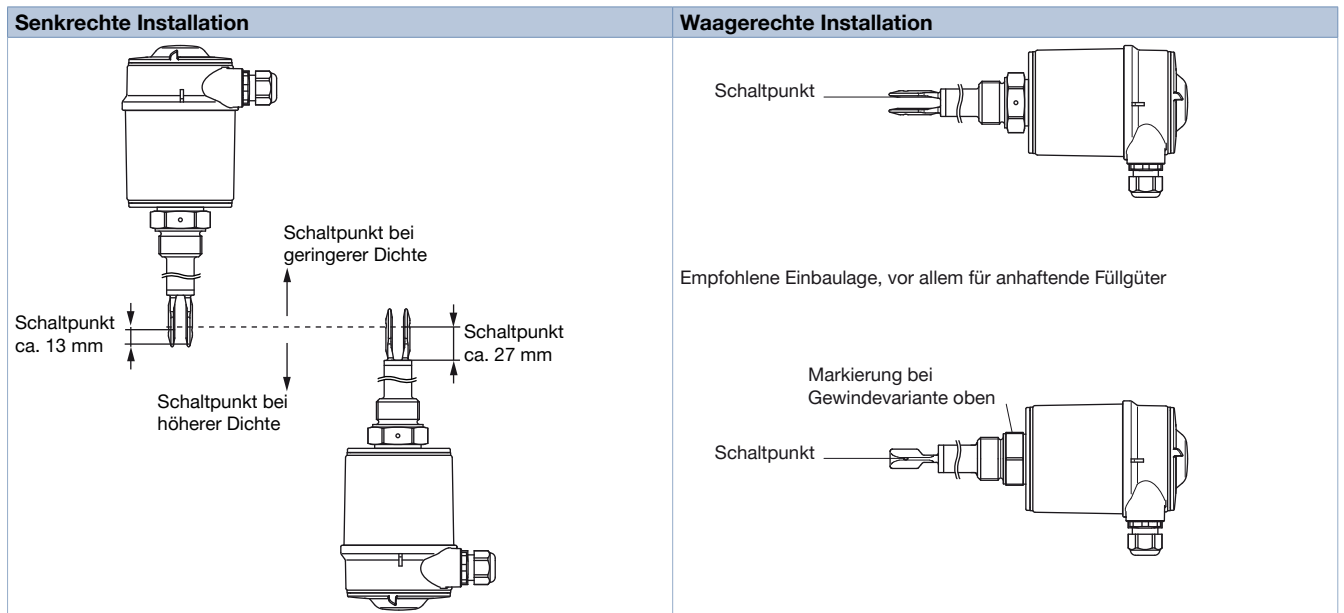 Senkrechte Installation
Waagerechte Installation
Schaltpunkt bei
geringerer Dichte
Schaltpunkt
ca. 13 mm
Schaltpunkt
ca. 27 mm
Schaltpunkt bei
höherer Dichte
Schaltpunkt
Empfohlene Einbaulage, vor allem für anhaftende Füllgüter
Markierung bei
Gewindevariante oben
Schaltpunkt